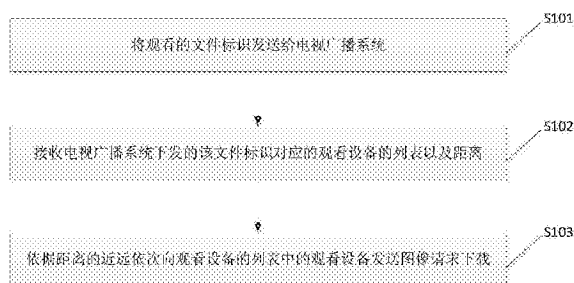 S101
将观看的文件标识发送给电视广播系统
S102
接收电视广播系统下发的该文件标识对应的观看设备的列表以及距离
S103
依据距离的近远依次向观看设备的列表中的观看设备发送图像请求下载